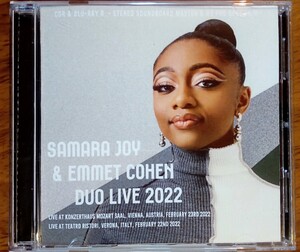 SAMARA JOY
& EMMET COHEN
DUO LIVE 2022
LIVE AT KONZERTHAUS MOZART SAAL, VIENNA, AUSTRIA, FEBRUARY 23RD 2022
LIVE AT TEATRO RISTORI, VERONA, ITALY, FEBRUARY 22ND 2022